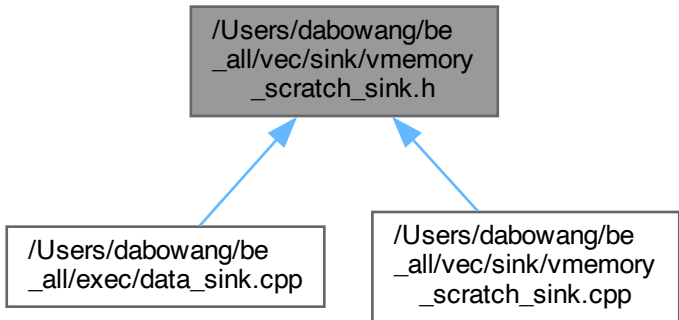 /Users/dabowang/be
_all/vec/sink/vmemory
_scratch_sink.h
/Users/dabowang/be
_all/exec/data_sink.cpp
/Users/dabowang/be
_all/vec/sink/vmemory
_scratch_sink.cpp